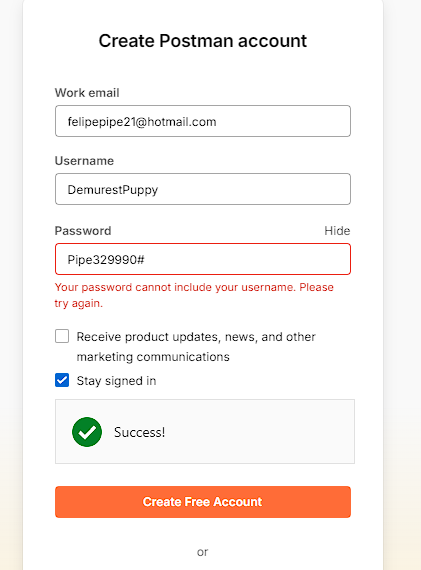 Create Postman account
Work email
felipepipe21@hotmail.com
Username
DemurestPuppy
Password Hide
Pipe329990#
Your password cannot include your username. Please
try again.
Receive product updates, news, and other
marketing communications
Stay signed in
Success!
Create Free Account
or